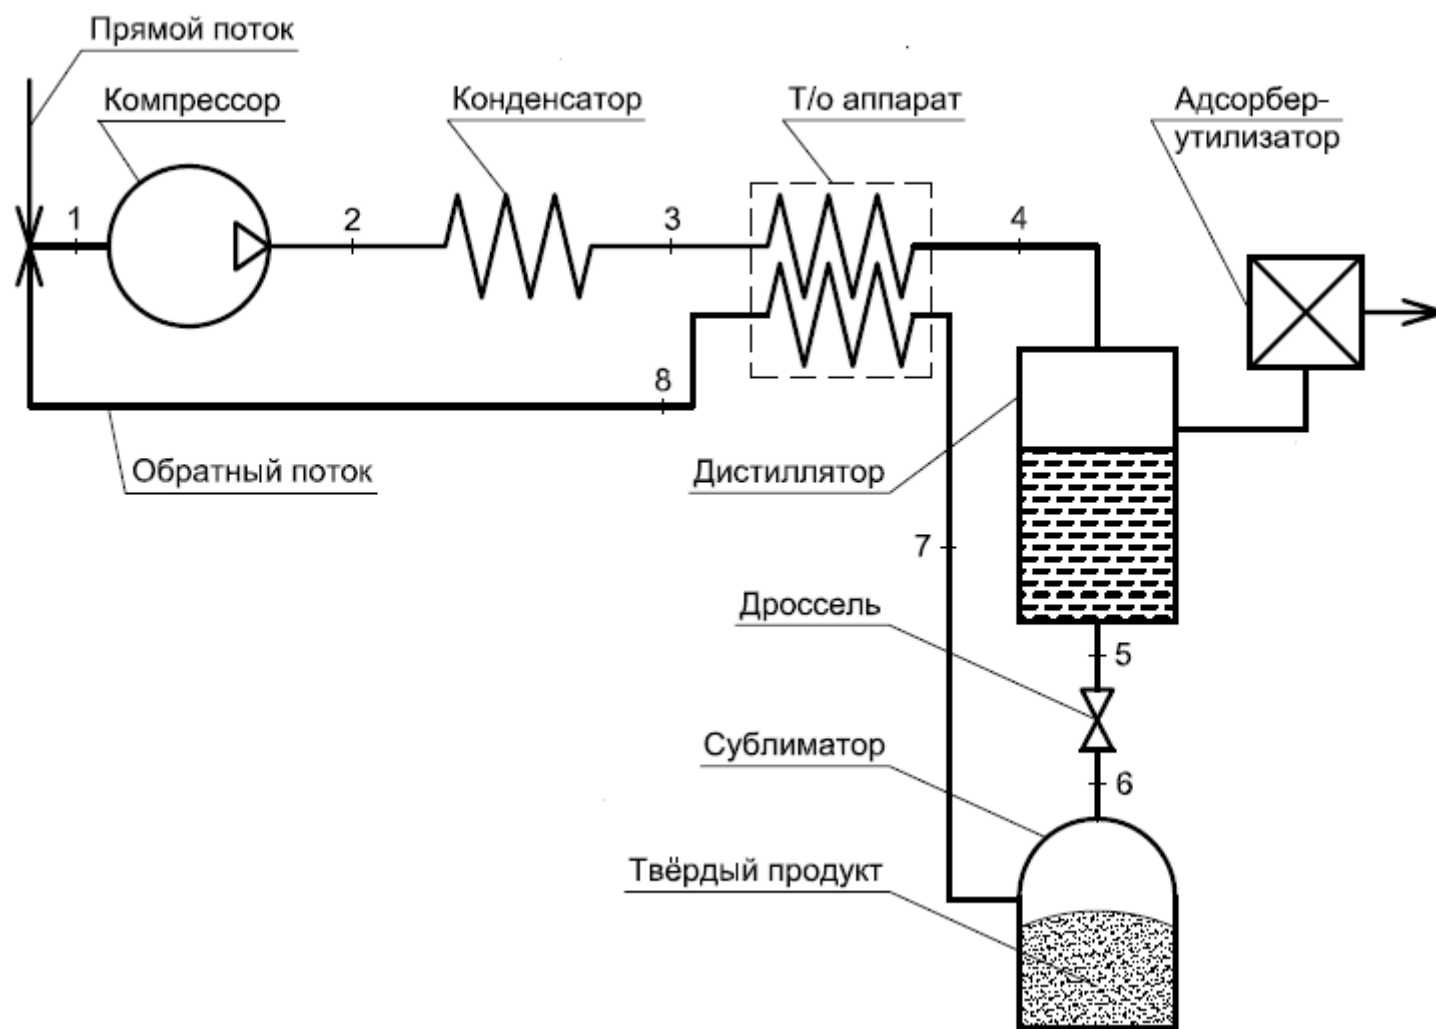 Прямой поток
Компрессор
Конденсатор
Т/о аппарат
Адсорбер-
утилизатор
1
2
3
4
8
Обратный поток
Дистиллятор
7
Дроссель
5
Сублиматор
6
Твёрдый продукт